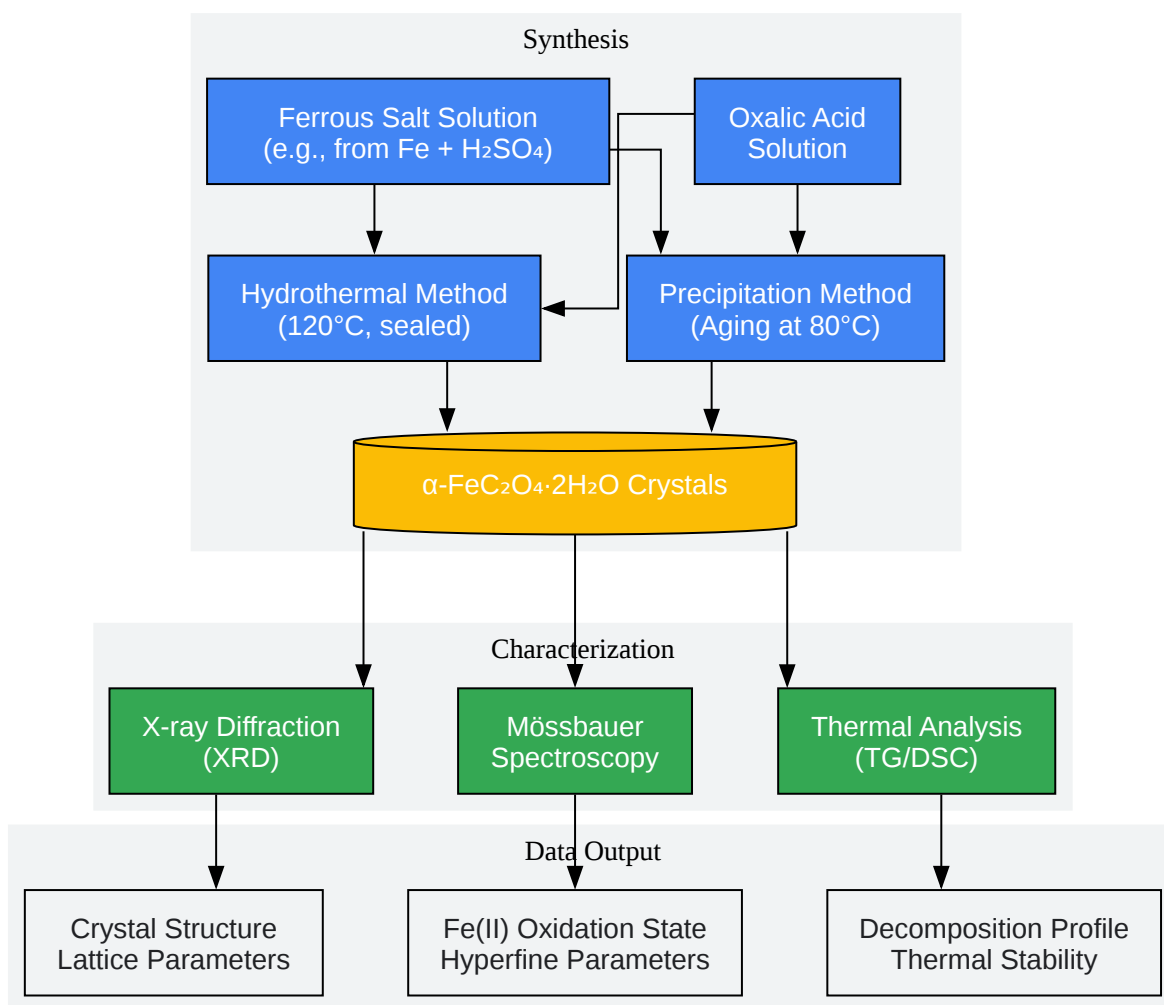 Synthesis
Ferrous Salt Solution
(e.g., from Fe + H₂SO₄)
Oxalic Acid
Solution
Hydrothermal Method
(120°C, sealed)
Precipitation Method
(Aging at 80°C)
α-FeC₂O₄·2H₂O Crystals
Characterization
X-ray Diffraction
(XRD)
Mössbauer
Spectroscopy
Thermal Analysis
(TG/DSC)
Data Output
Crystal Structure
Lattice Parameters
Fe(II) Oxidation State
Hyperfine Parameters
Decomposition Profile
Thermal Stability